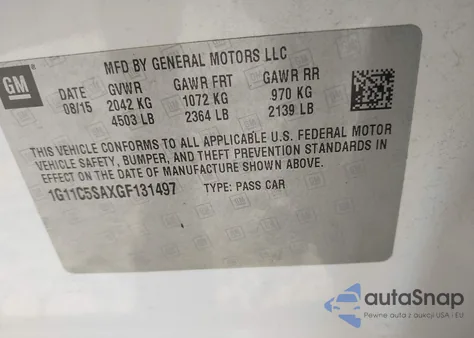 GM
MFD BY GENERAL MOTORS LLC
DATE GVWR GAWR FRT GAWR RR
08/15 2042 KG 1072 KG 970 KG
4503 LB 2364 LB 2139 LB
THIS VEHICLE CONFORMS TO ALL APPLICABLE U.S. FEDERAL MOTOR
VEHICLE SAFETY, BUMPER, AND THEFT PREVENTION STANDARDS IN
EFFECT ON THE DATE OF MANUFACTURE SHOWN ABOVE.
1G11C5SAXGF131497 TYPE: PASS CAR
autaSnap
Pewne auta z aukcji USA i EU